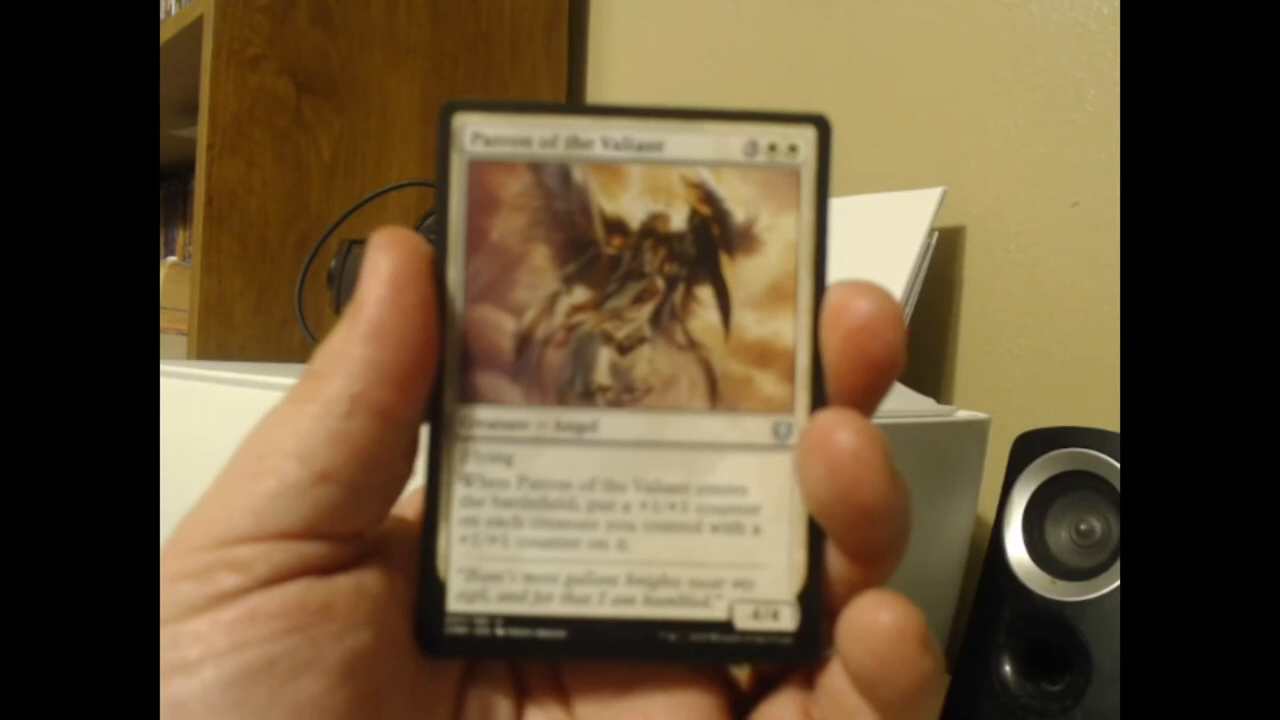 Patron of the Valiant 3
Creature — Angel
Flying
When Patron of the Valiant enters
the battlefield, put a +1/+1 counter
on each creature you control with a
+1/+1 counter on it.
"Bant's most gallant knights wear my
sigil, and for that I am humbled."
4/4